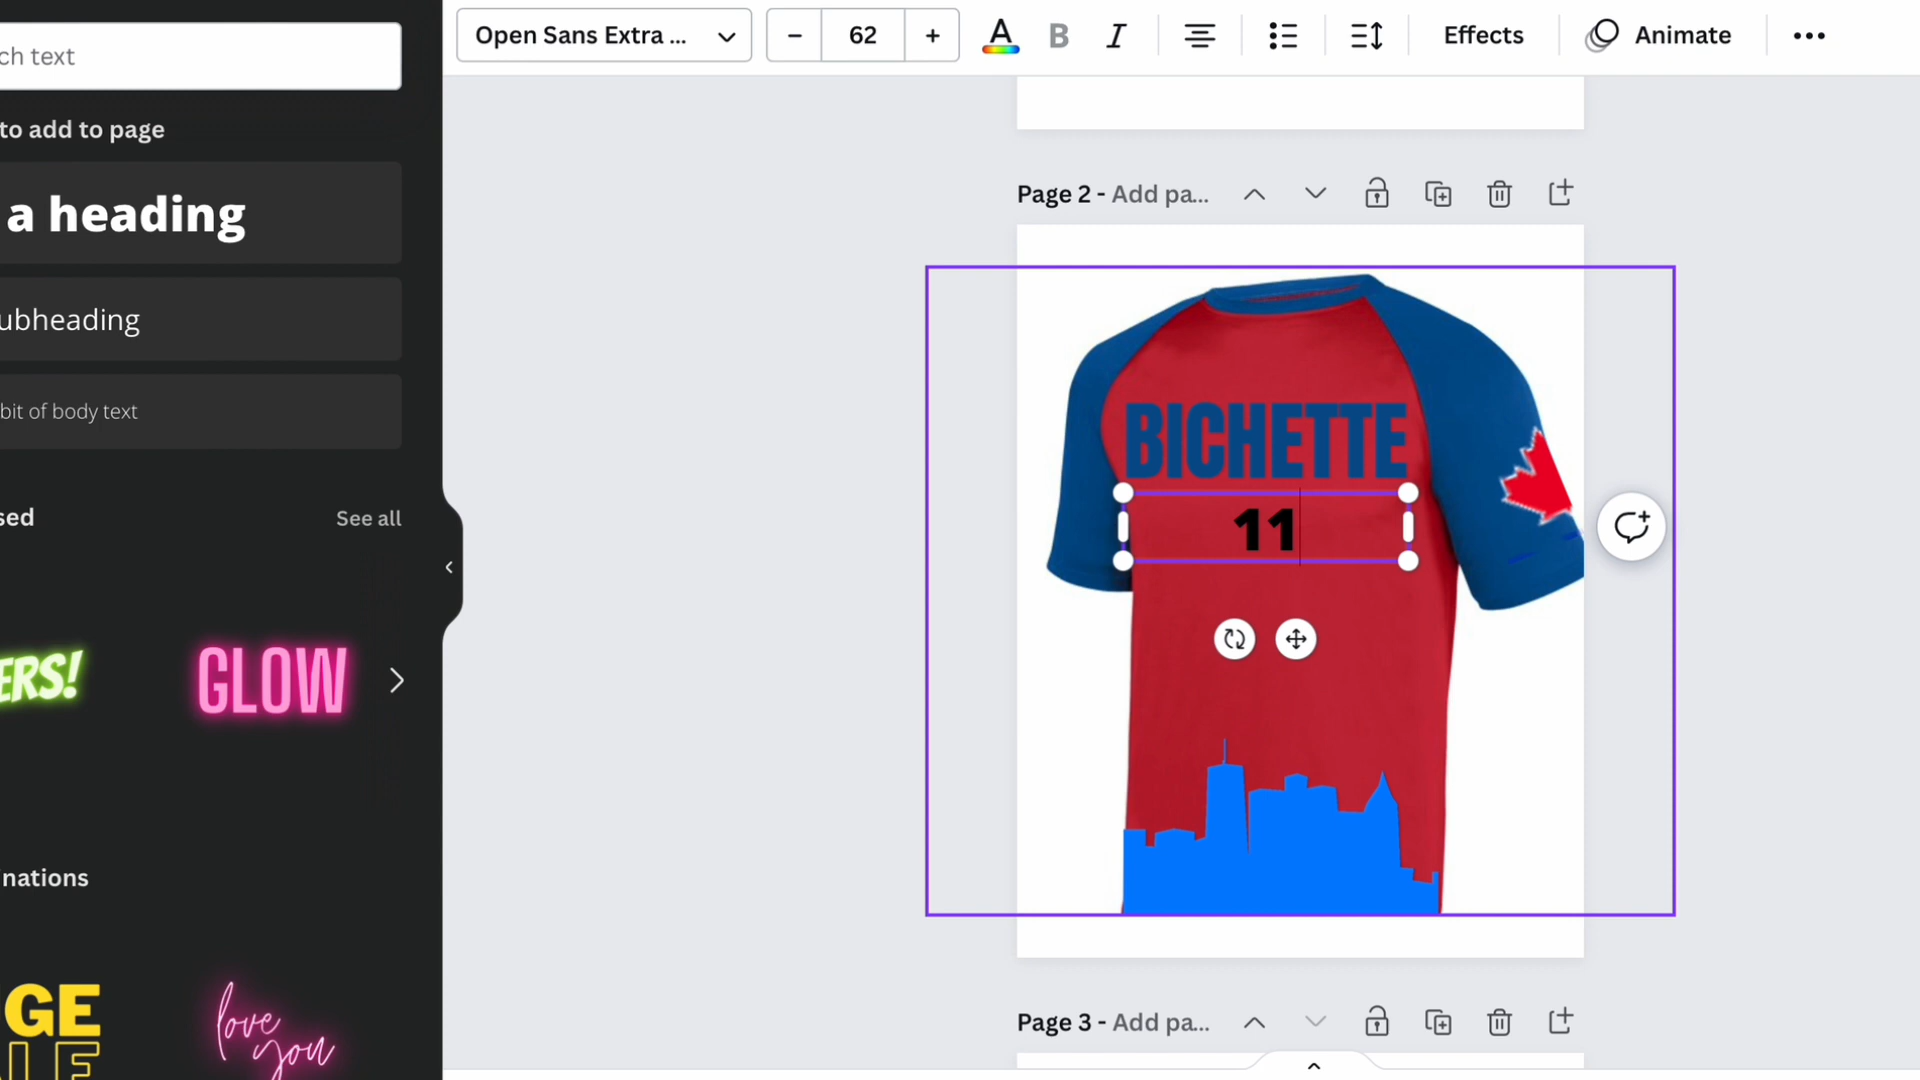 ch text
Open Sans Extra ...
62
A
B
I
Effects
Animate
to add to page
a heading
ubheading
bit of body text
sed
See all
ERS!
GLOW
nations
GE
ALE
love
you
Page 2 - Add pa...
BICHETTE
11
Page 3 - Add pa...